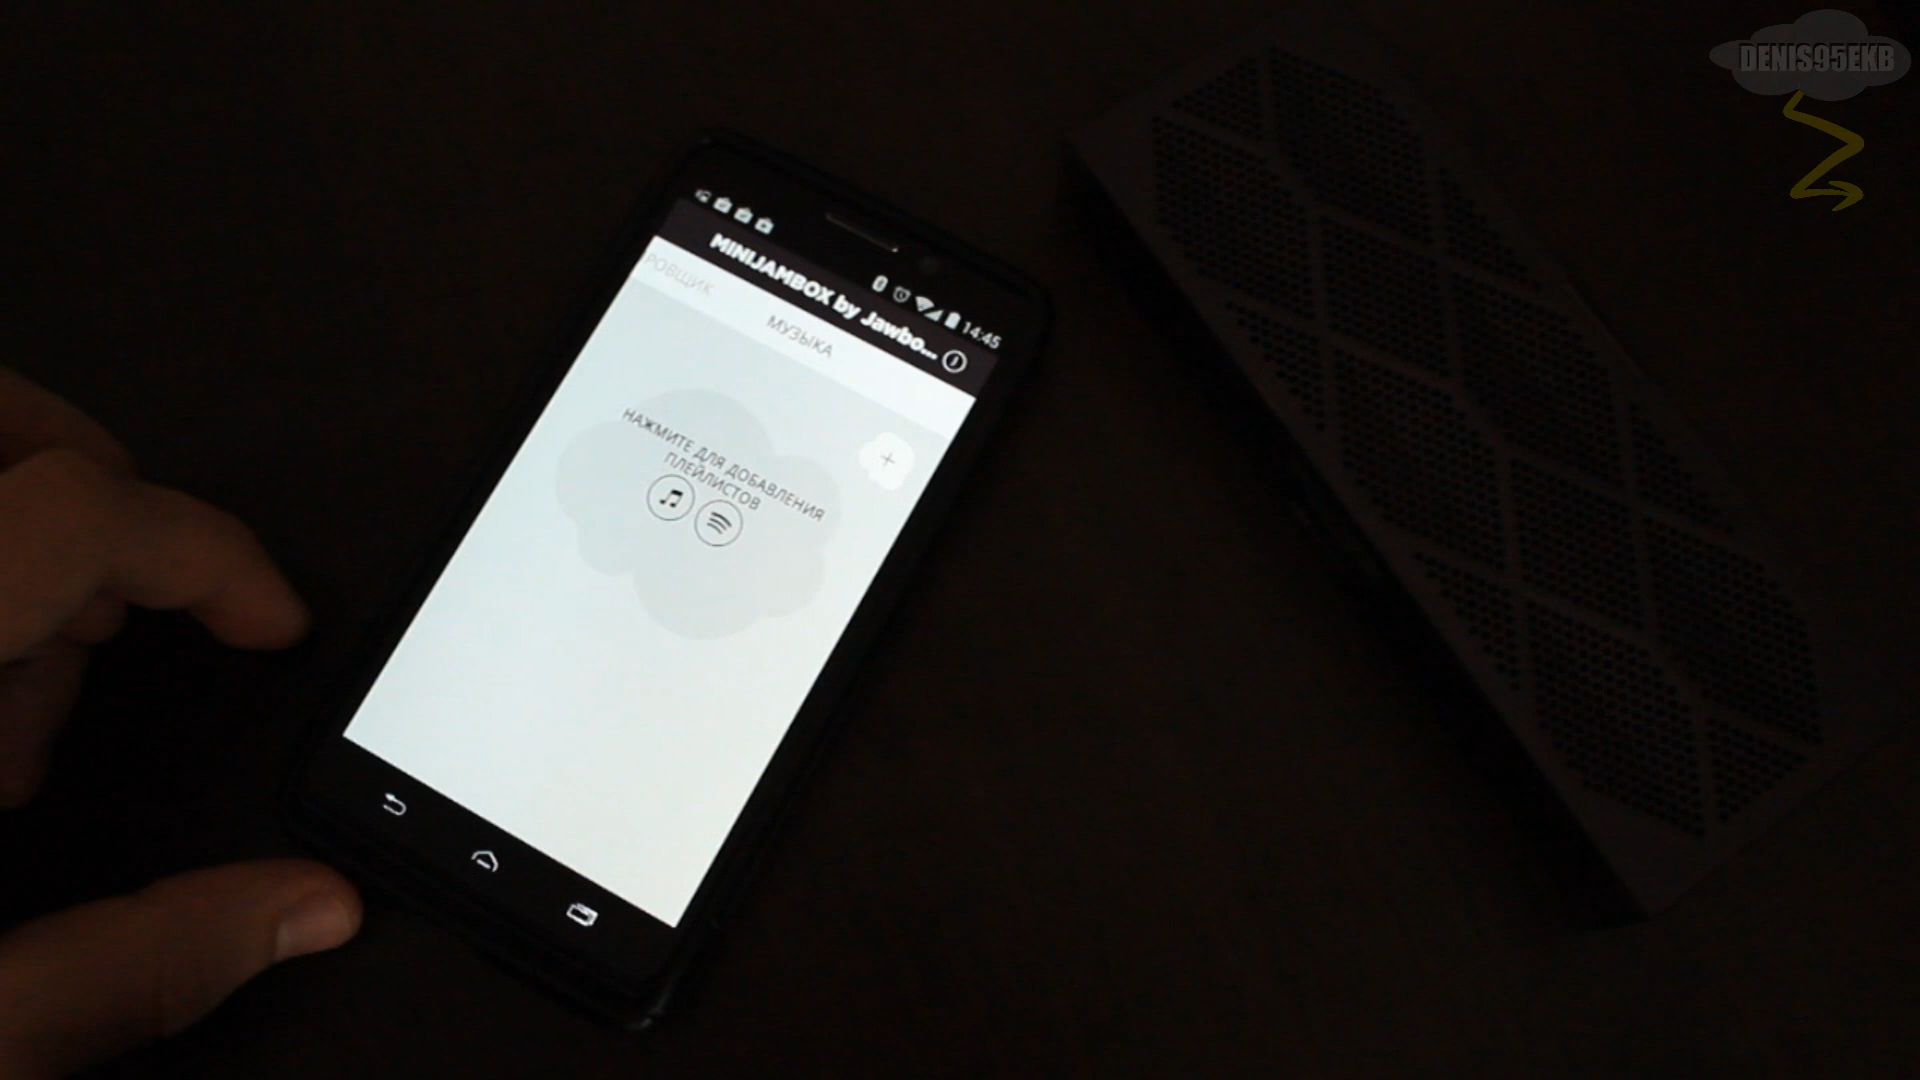 DENIS95EKB
14:45
MINIJAMBOX by Jawbo...
РОВЩИК
МУЗЫКА
НАЖМИТЕ ДЛЯ ДОБАВЛЕНИЯ
ПЛЕЙЛИСТОВ